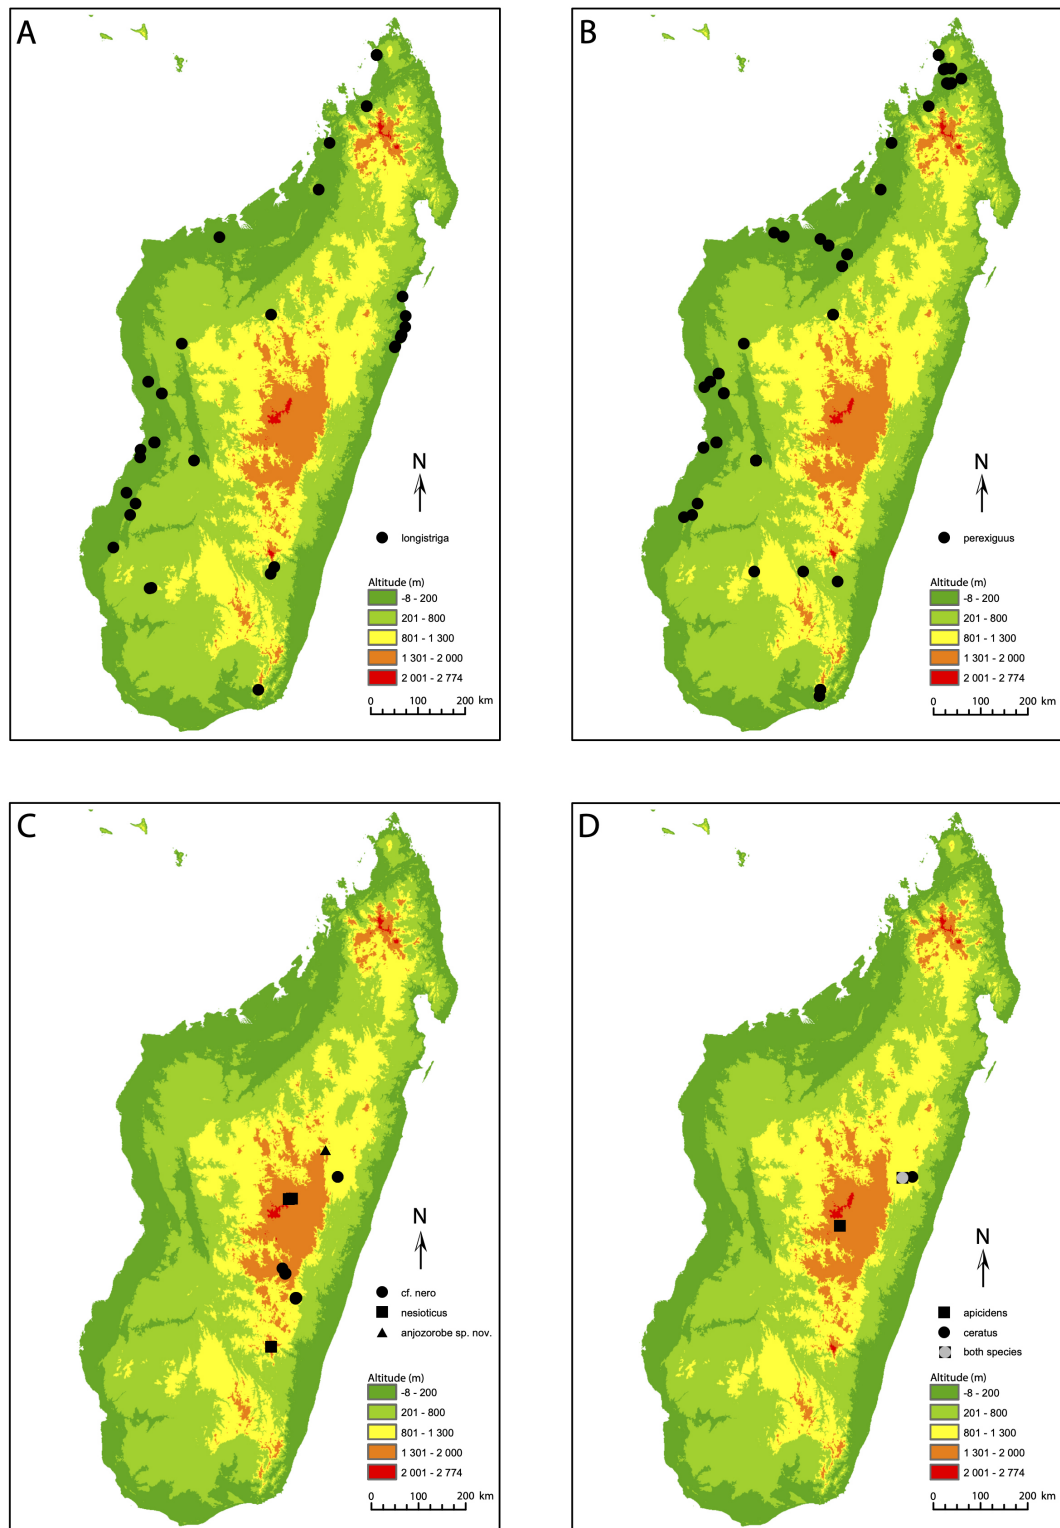 A
N
longistriga
Altitude (m)
-8 - 200
201 - 800
801 - 1 300
1 301 - 2 000
2 001 - 2 774
0 100 200 km
B
N
perexiguus
Altitude (m)
-8 - 200
201 - 800
801 - 1 300
1 301 - 2 000
2 001 - 2 774
0 100 200 km
C
N
cf. nero
nesioticus
anjozorobe sp. nov.
Altitude (m)
-8 - 200
201 - 800
801 - 1 300
1 301 - 2 000
2 001 - 2 774
0 100 200 km
D
N
apicidens
ceratus
both species
Altitude (m)
-8 - 200
201 - 800
801 - 1 300
1 301 - 2 000
2 001 - 2 774
0 100 200 km